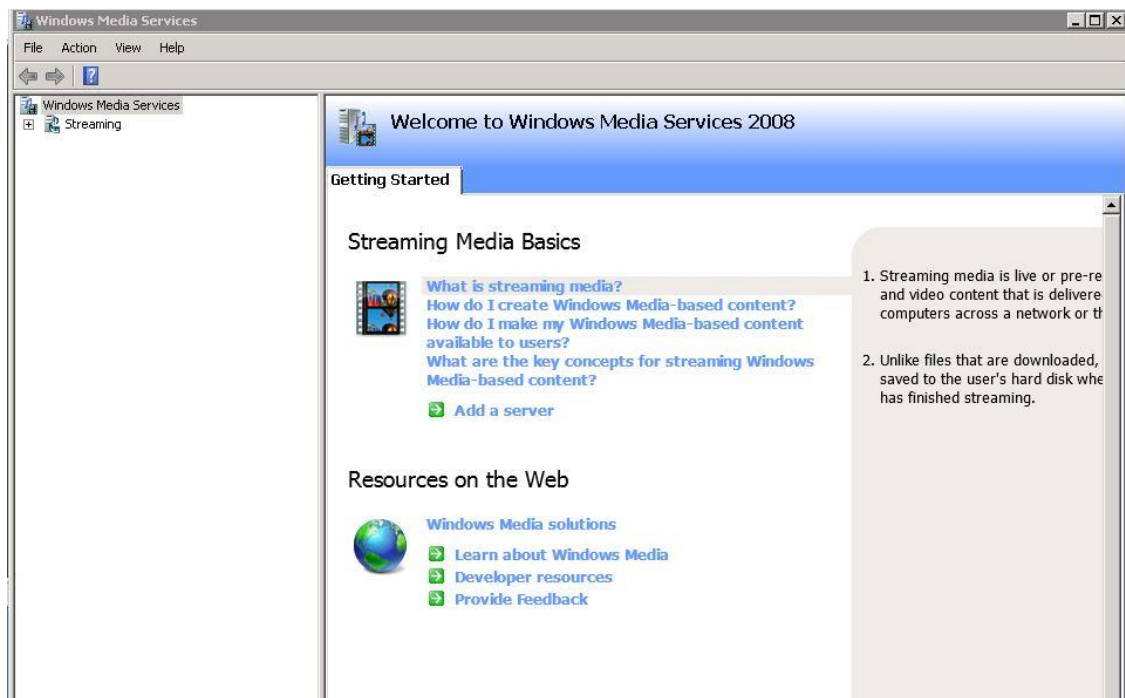 Windows Media Services
File Action View Help
Windows Media Services
Streaming
Welcome to Windows Media Services 2008
Getting Started
Streaming Media Basics
What is streaming media?
How do I create Windows Media-based content?
How do I make my Windows Media-based content
available to users?
What are the key concepts for streaming Windows
Media-based content?
Add a server
1. Streaming media is live or pre-re
and video content that is delivere
computers across a network or th
2. Unlike files that are downloaded,
saved to the user's hard disk whe
has finished streaming.
Resources on the Web
Windows Media solutions
Learn about Windows Media
Developer resources
Provide Feedback